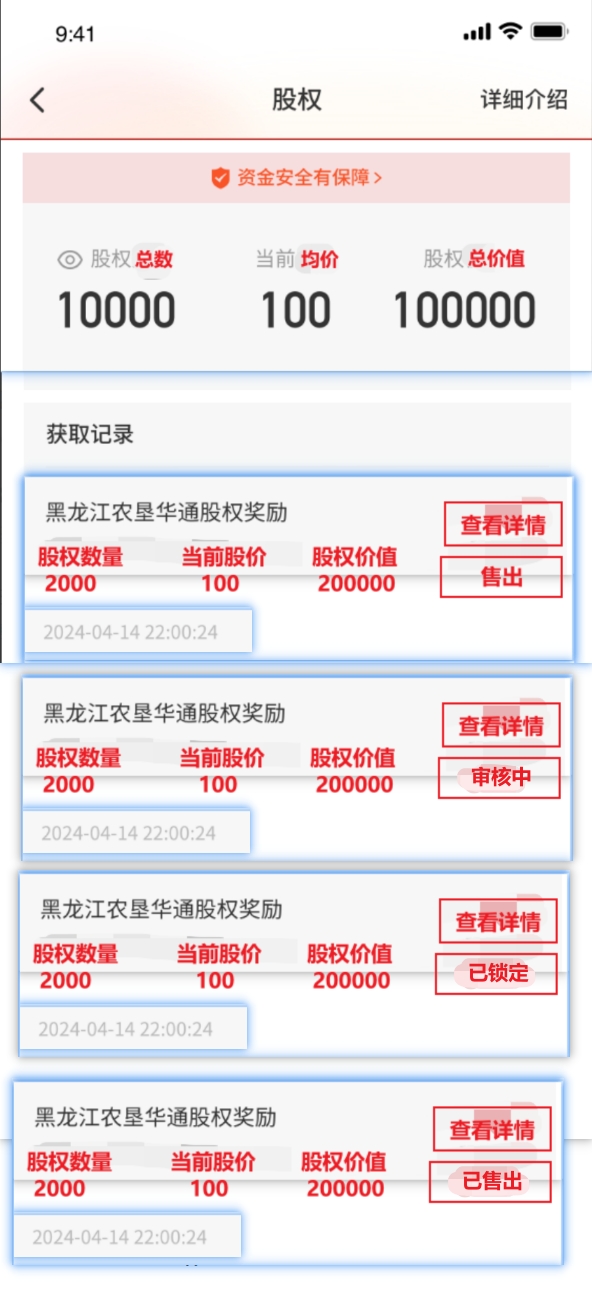 9:41
股权 详细介绍
资金安全有保障>
股权总数 当前均价 股权总价值
10000 100 100000
获取记录
黑龙江农垦华通股权奖励 查看详情
股权数量 当前股价 股权价值
2000 100 200000 售出
2024-04-14 22:00:24
黑龙江农垦华通股权奖励 查看详情
股权数量 当前股价 股权价值
2000 100 200000 审核中
2024-04-14 22:00:24
黑龙江农垦华通股权奖励 查看详情
股权数量 当前股价 股权价值
2000 100 200000 已锁定
2024-04-14 22:00:24
黑龙江农垦华通股权奖励 查看详情
股权数量 当前股价 股权价值
2000 100 200000 已售出
2024-04-14 22:00:24